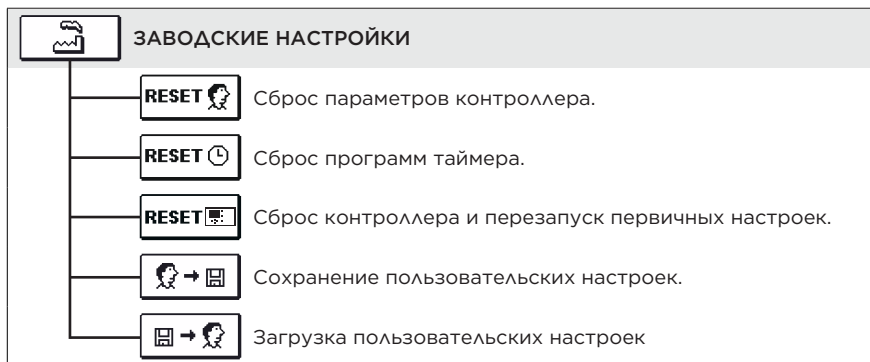 ЗАВОДСКИЕ НАСТРОЙКИ
RESET Сброс параметров контроллера.
RESET Сброс программ таймера.
RESET Сброс контроллера и перезапуск первичных настроек.
Сохранение пользовательских настроек.
Загрузка пользовательских настроек